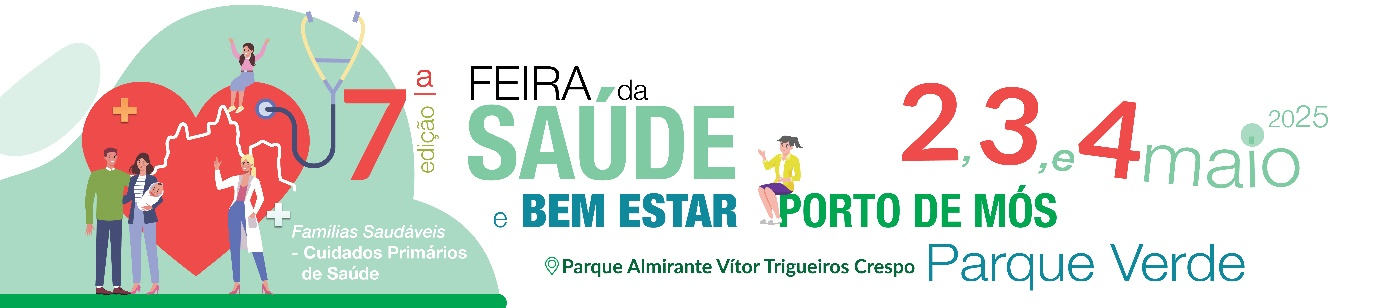 7ª edição
FEIRA da
SAÚDE
e BEM ESTAR
PORTO DE MÓS
2, 3, e 4 maio 2025
Famílias Saudáveis
- Cuidados Primários
de Saúde
Parque Almirante Vítor Trigueiros Crespo
Parque Verde